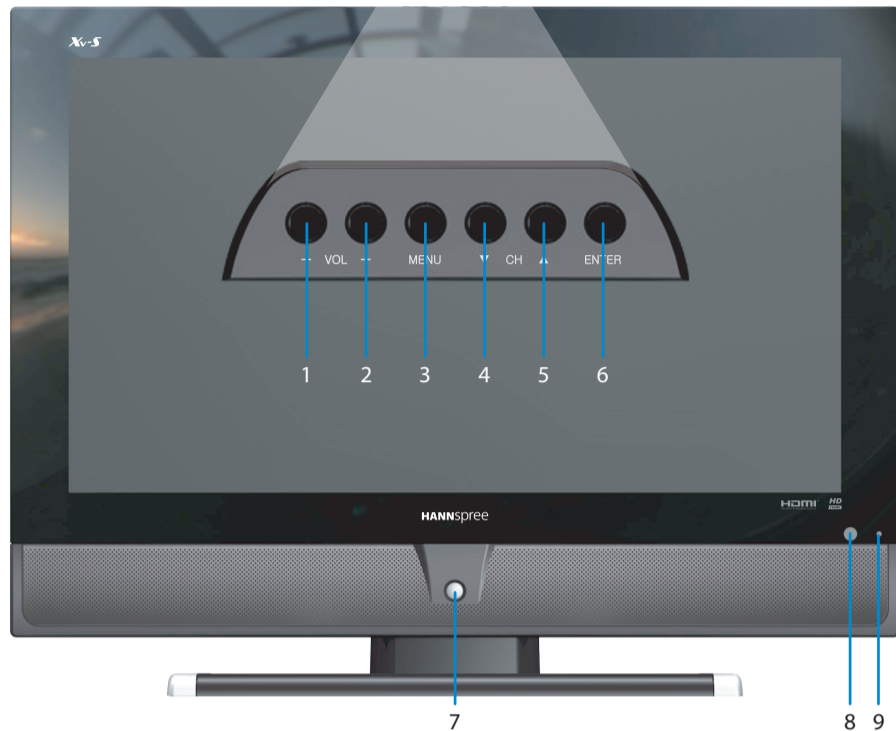 Xv-S
− VOL + MENU ▼ CH ▲ ENTER
1 2 3 4 5 6
HANNspree
HDMI HD
7 8 9